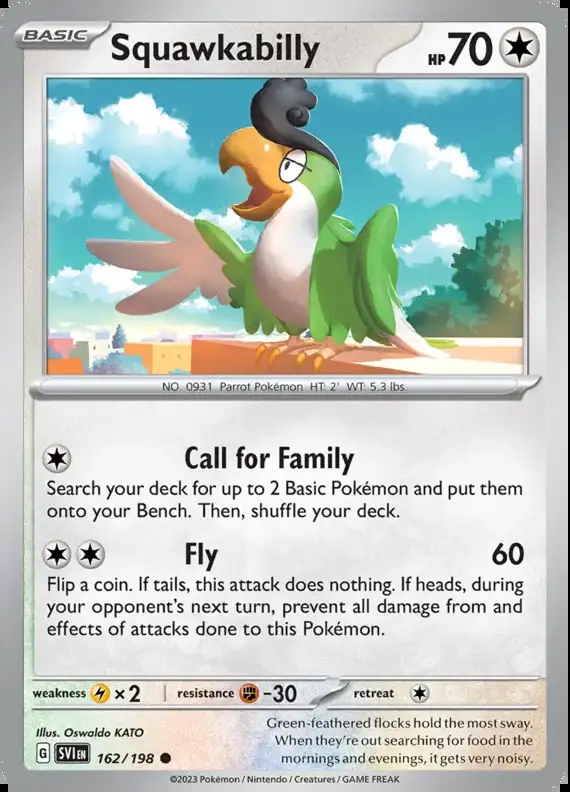 BASIC
Squawkabilly
HP70
NO. 0931 Parrot Pokémon HT: 2' WT: 5.3 lbs.
Call for Family
Search your deck for up to 2 Basic Pokémon and put them
onto your Bench. Then, shuffle your deck.
Fly 60
Flip a coin. If tails, this attack does nothing. If heads, during
your opponent's next turn, prevent all damage from and
effects of attacks done to this Pokémon.
weakness ×2 resistance -30 retreat
Illus. Oswaldo KATO
G SVI EN 162/198
Green-feathered flocks hold the most sway.
When they're out searching for food in the
mornings and evenings, it gets very noisy.
©2023 Pokémon / Nintendo / Creatures / GAME FREAK